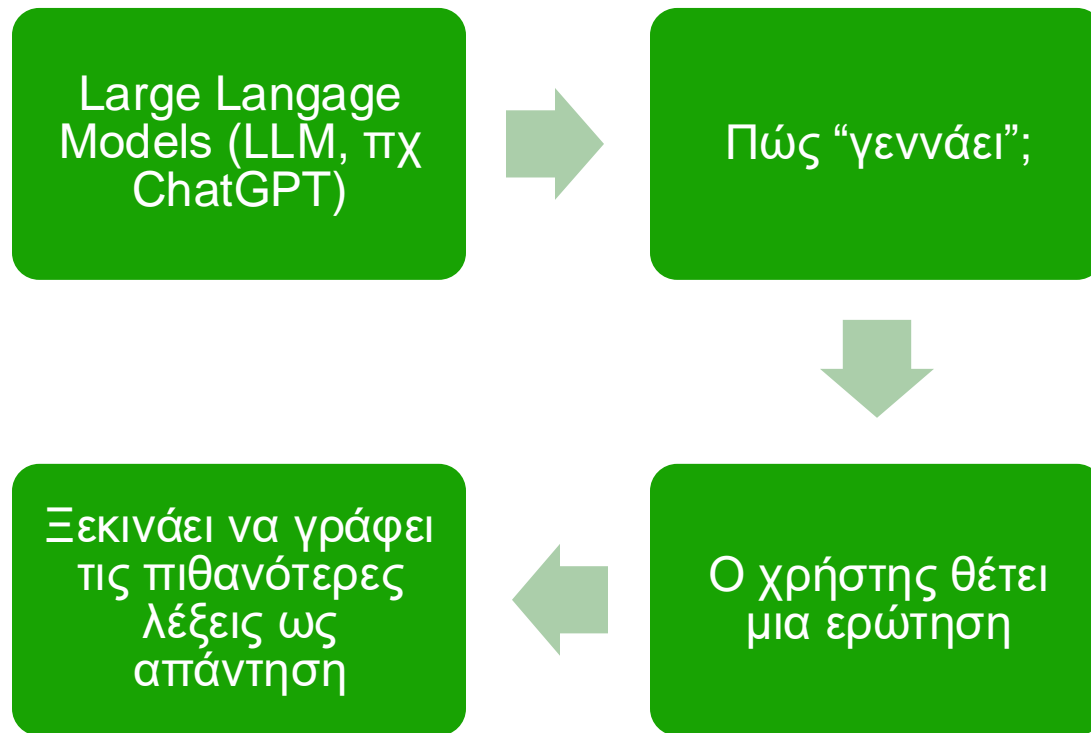 Large Langage
Models (LLM, πχ
ChatGPT)
Πώς “γεννάει”;
Ο χρήστης θέτει
μια ερώτηση
Ξεκινάει να γράφει
τις πιθανότερες
λέξεις ως
απάντηση